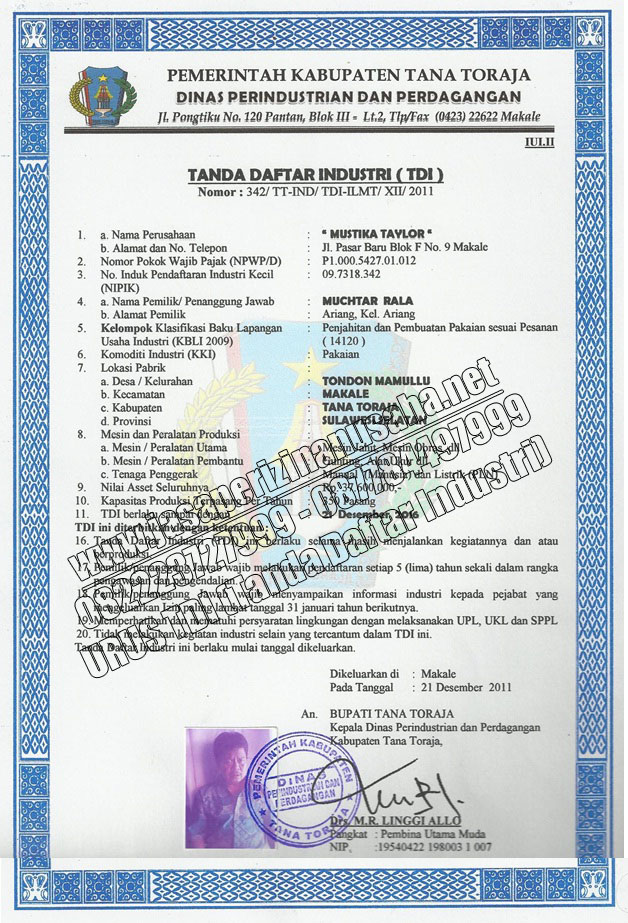 PEMERINTAH KABUPATEN TANA TORAJA
DINAS PERINDUSTRIAN DAN PERDAGANGAN
Jl. Pongtiku No. 120 Pantan, Blok III - Lt.2, Tlp/Fax (0423) 22622 Makale
IUI.II
TANDA DAFTAR INDUSTRI ( TDI )
Nomor : 342/ TT-IND/ TDI-ILMT/ XII/ 2011
1. a. Nama Perusahaan : " MUSTIKA TAYLOR "
b. Alamat dan No. Telepon : Jl. Pasar Baru Blok F No. 9 Makale
2. Nomor Pokok Wajib Pajak (NPWP/D) : P1.000.5427.01.012
3. No. Induk Pendaftaran Industri Kecil : 09.7318.342
(NIPIK)
4. a. Nama Pemilik/ Penanggung Jawab : MUCHTAR RALA
b. Alamat Pemilik : Ariang, Kel. Ariang
5. Kelompok Klasifikasi Baku Lapangan : Penjahitan dan Pembuatan Pakaian sesuai Pesanan
Usaha Industri (KBLI 2009) ( 14120 )
6. Komoditi Industri (KKI) : Pakaian
7. Lokasi Pabrik
a. Desa / Kelurahan : TONDON MAMULLU
b. Kecamatan : MAKALE
c. Kabupaten : TANA TORAJA
d. Provinsi : SULAWESI SELATAN
8. Mesin dan Peralatan Produksi
a. Mesin / Peralatan Utama : Mesin Jahit, Mesin Obras, dll
b. Mesin / Peralatan Pembantu : Gunting, Alat Ukur dll
c. Tenaga Penggerak : Manual (Manusia) dan Listrik (PLN)
9. Nilai Asset Seluruhnya : Rp. 37.600.000,-
10. Kapasitas Produksi Terpasang Per Tahun : 350 Pasang
11. TDI berlaku sampai dengan : 21 Desember, 2016
TDI ini diterbitkan dengan ketentuan :
16. Tanda Daftar Industri (TDI) ini berlaku selama masih menjalankan kegiatannya dan atau
berproduksi.
17. Pemilik/penanggung Jawab wajib melakukan pendaftaran setiap 5 (lima) tahun sekali dalam rangka
pengawasan dan pengendalian.
18. Pemilik/penanggung Jawab wajib menyampaikan informasi industri kepada pejabat yang
mengeluarkan Izin paling lambat tanggal 31 januari tahun berikutnya.
19. Memperhatikan dan mematuhi persyaratan lingkungan dengan melaksanakan UPL, UKL dan SPPL
20. Tidak melakukan kegiatan industri selain yang tercantum dalam TDI ini.
Tanda Daftar Industri ini berlaku mulai tanggal dikeluarkan.
Dikeluarkan di : Makale
Pada Tanggal : 21 Desember 2011
An. BUPATI TANA TORAJA
Kepala Dinas Perindustrian dan Perdagangan
Kabupaten Tana Toraja,
PEMERINTAH KABUPATEN
DINAS
PERINDUSTRIAN DAN
PERDAGANGAN
TANA TORAJA
Drs. M.R. LINGGI ALLO
Pangkat : Pembina Utama Muda
NIP. :19540422 198003 1 007
URUS TDI (Tanda Daftar Industri)